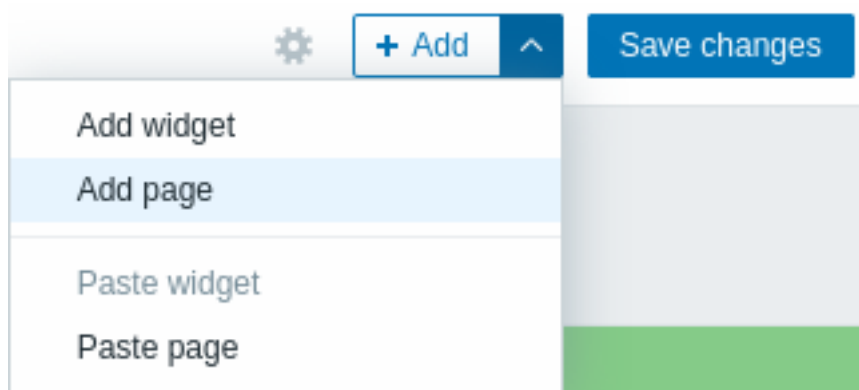 + Add
Save changes
Add widget
Add page
Paste widget
Paste page